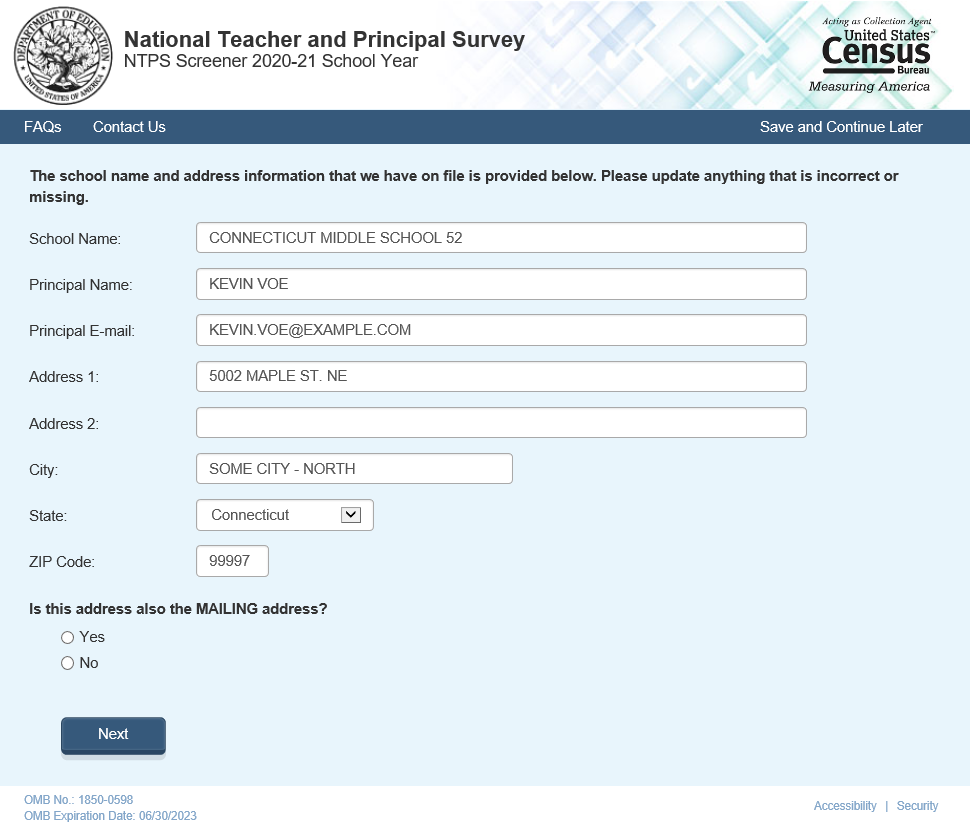 DEPARTMENT OF EDUCATION
UNITED STATES OF AMERICA
National Teacher and Principal Survey
NTPS Screener 2020-21 School Year
Acting as Collection Agent
United States™
Census
Bureau
Measuring America
FAQs Contact Us Save and Continue Later
The school name and address information that we have on file is provided below. Please update anything that is incorrect or
missing.
School Name: CONNECTICUT MIDDLE SCHOOL 52
Principal Name: KEVIN VOE
Principal E-mail: KEVIN.VOE@EXAMPLE.COM
Address 1: 5002 MAPLE ST. NE
Address 2:
City: SOME CITY - NORTH
State: Connecticut
ZIP Code: 99997
Is this address also the MAILING address?
Yes
No
Next
OMB No.: 1850-0598
OMB Expiration Date: 06/30/2023
Accessibility | Security